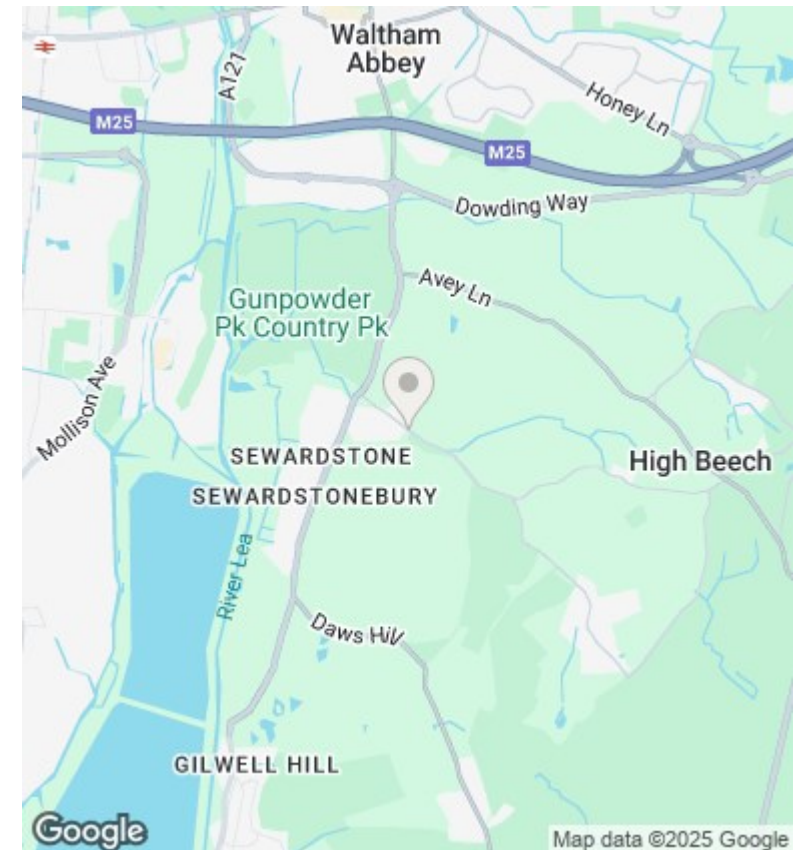 Waltham
Abbey
A121
Honey Ln
M25
M25
Dowding Way
Avey Ln
Gunpowder
Pk Country Pk
Mollison Ave
SEWARDSTONE
High Beech
SEWARDSTONEBURY
River Lea
Daws Hill
GILWELL HILL
Google
Map data ©2025 Google